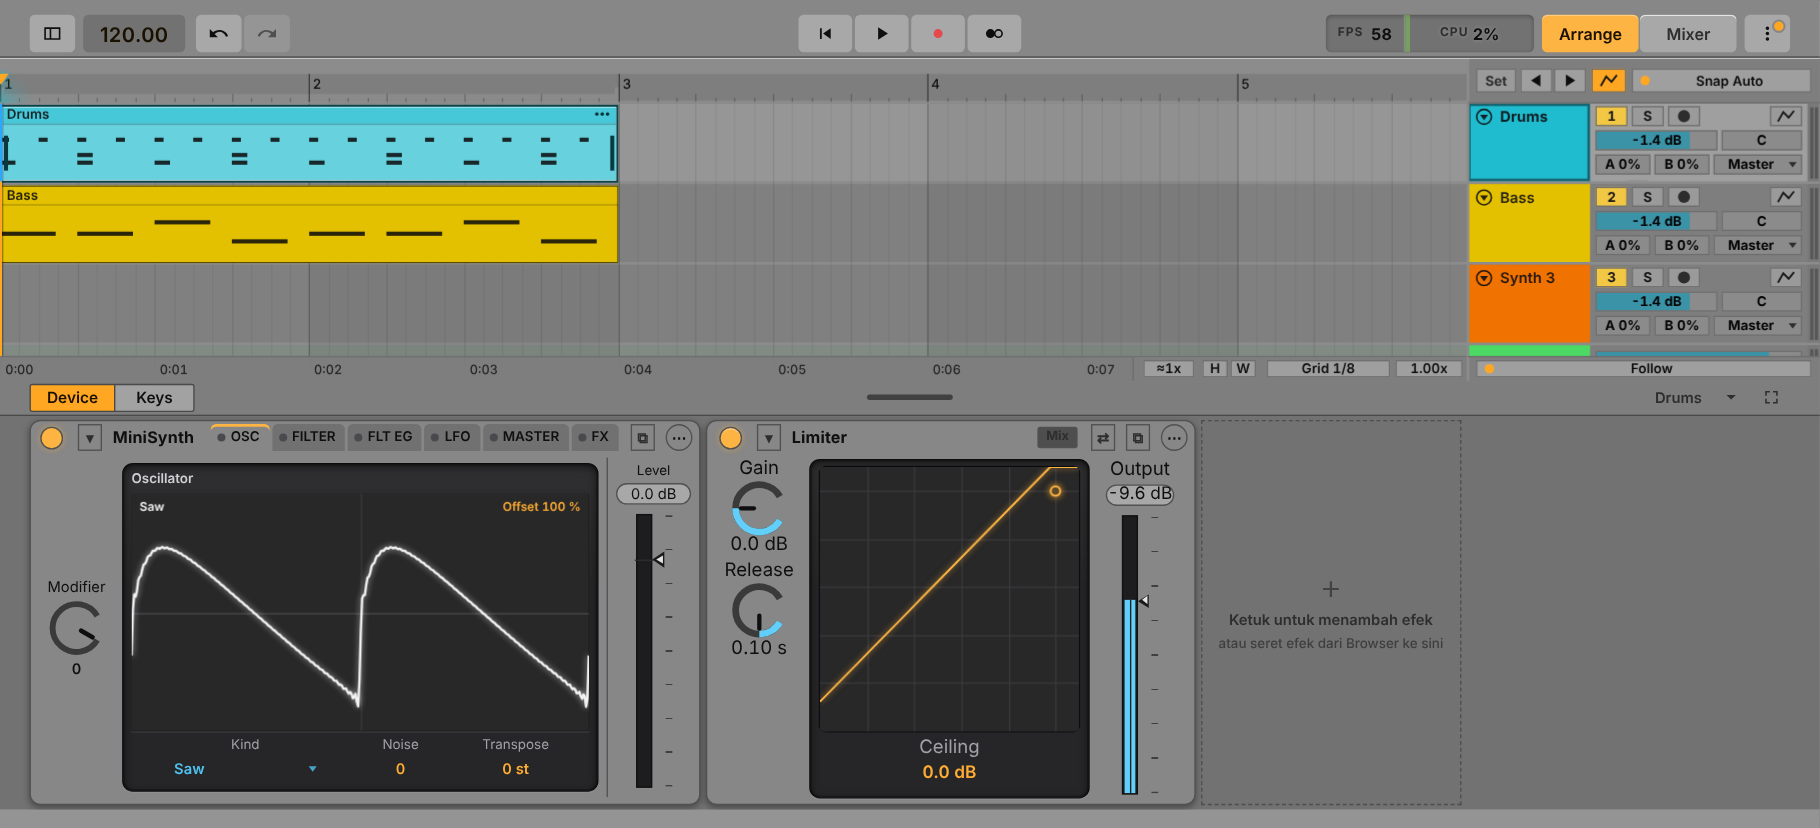 120.00
FPS 58 CPU 2% Arrange Mixer
1 2 3 4 5
Set Snap Auto
Drums
Drums 1 S
-1.4 dB C
A 0% B 0% Master
Bass
Bass 2 S
-1.4 dB C
A 0% B 0% Master
Synth 3 3 S
-1.4 dB C
A 0% B 0% Master
0:00 0:01 0:02 0:03 0:04 0:05 0:06 0:07 ≈1x H W Grid 1/8 1.00x Follow
Device Keys Drums
MiniSynth OSC FILTER FLT EG LFO MASTER FX
Level
0.0 dB
Oscillator
Saw Offset 100 %
Modifier
0
Kind Noise Transpose
Saw 0 0 st
Limiter Mix
Gain
0.0 dB
Release
0.10 s
Ceiling
0.0 dB
Output
-9.6 dB
Ketuk untuk menambah efek
atau seret efek dari Browser ke sini